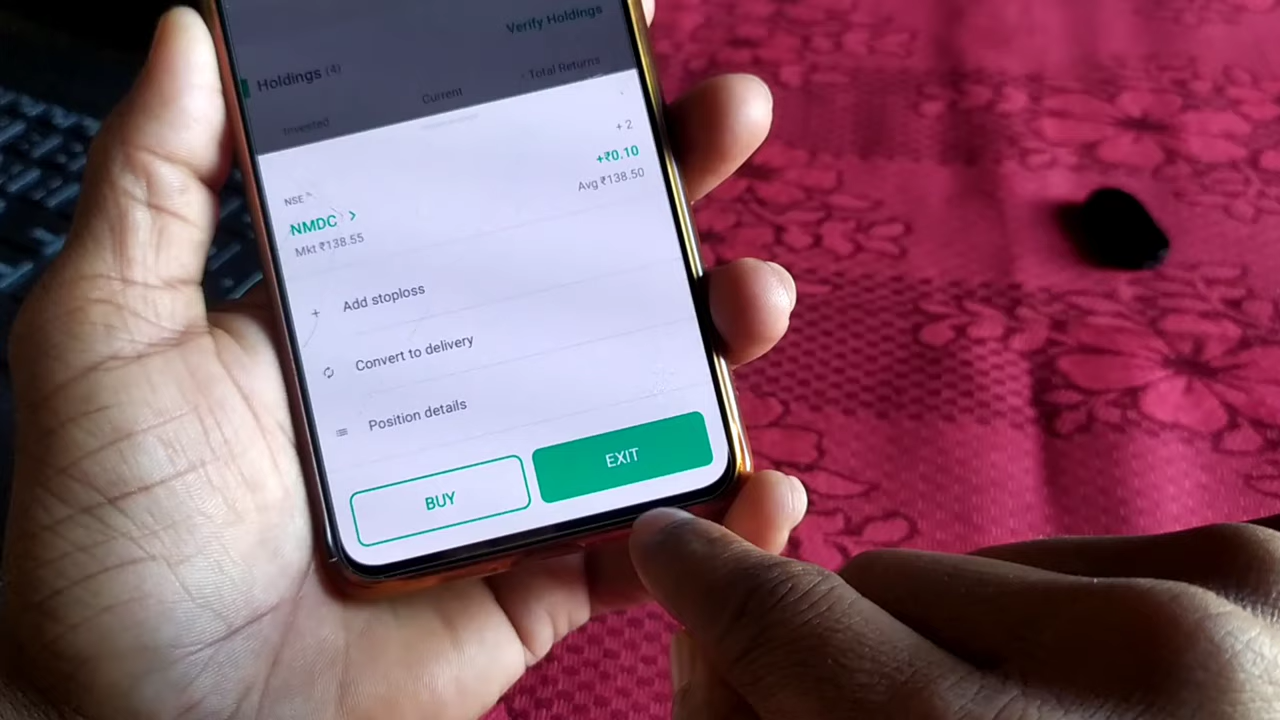 Verify Holdings
Holdings (4)
Invested
Current
Total Returns
+ 2
+₹0.10
Avg ₹138.50
NSE
NMDC >
Mkt ₹138.55
Add stoploss
Convert to delivery
Position details
BUY
EXIT